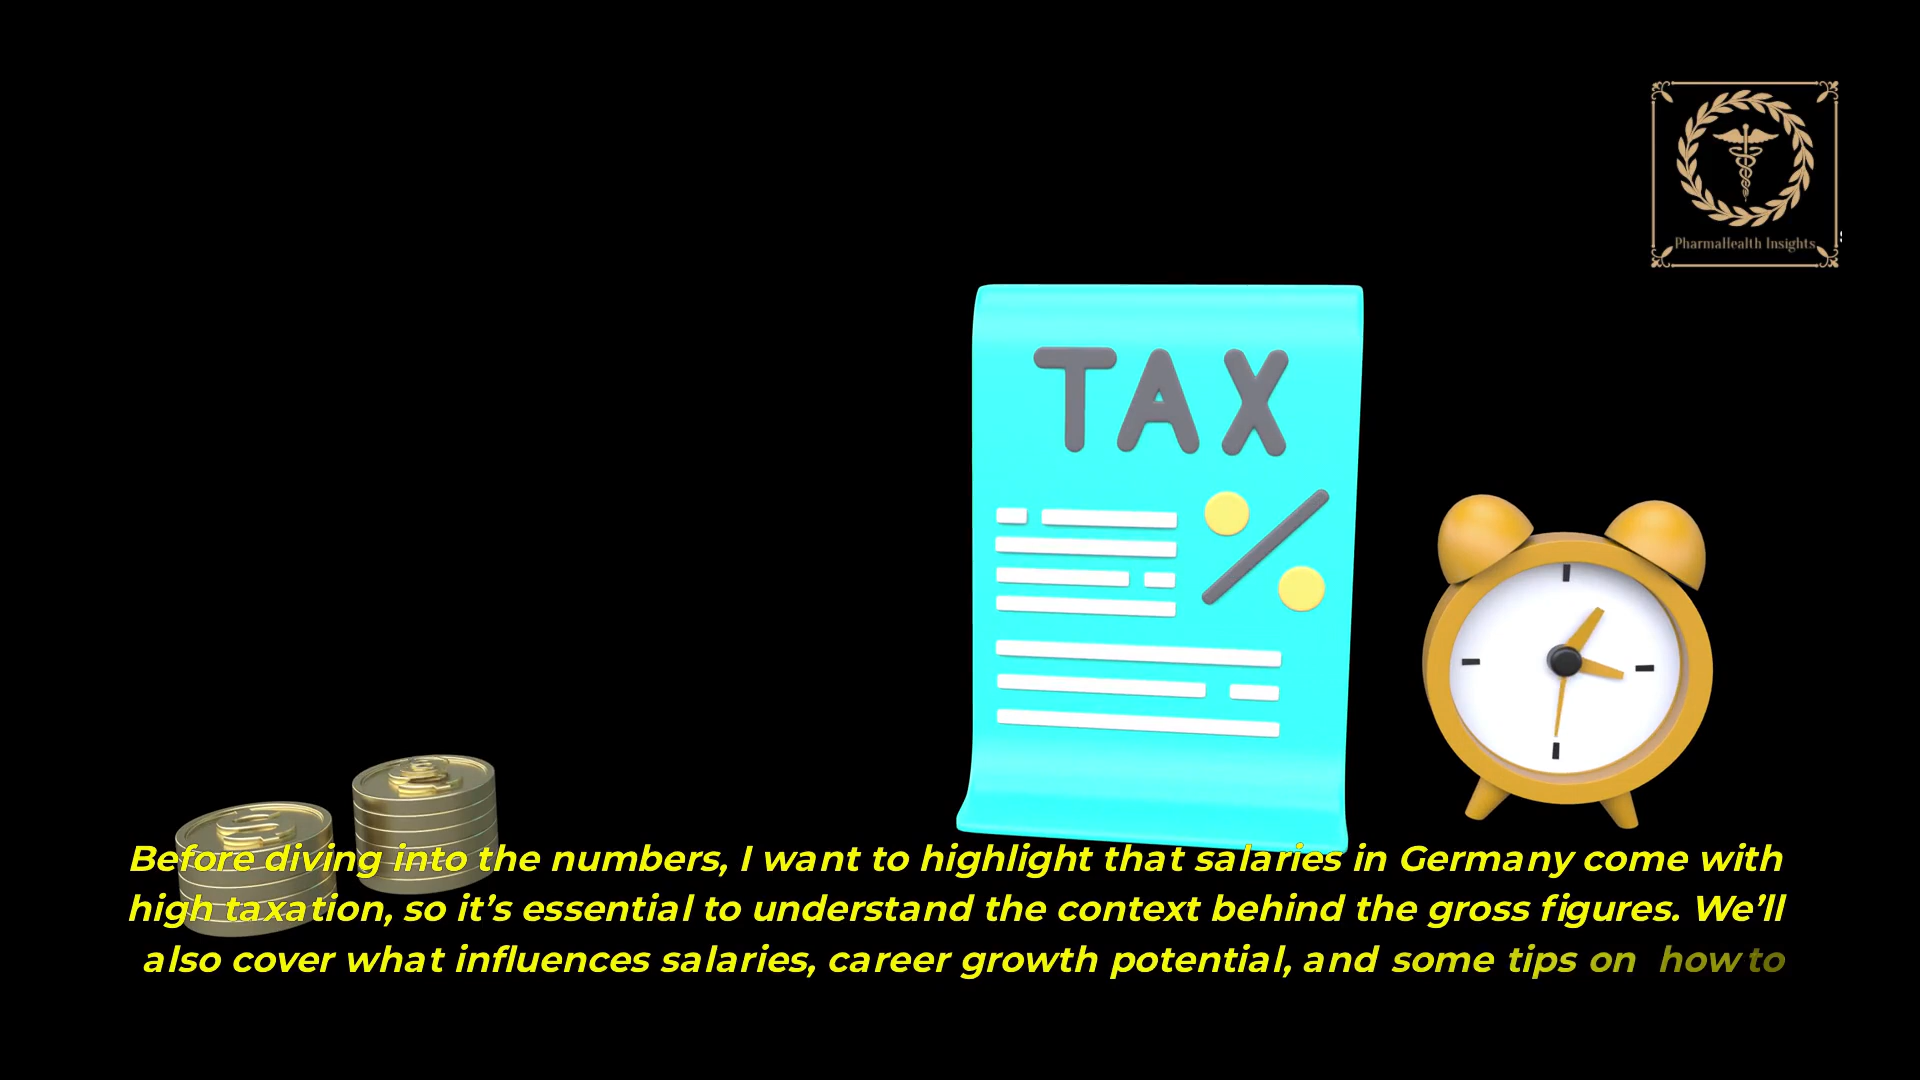 PharmaHealth Insights
TAX
Before diving into the numbers, I want to highlight that salaries in Germany come with
high taxation, so it’s essential to understand the context behind the gross figures. We’ll
also cover what influences salaries, career growth potential, and some tips on how to